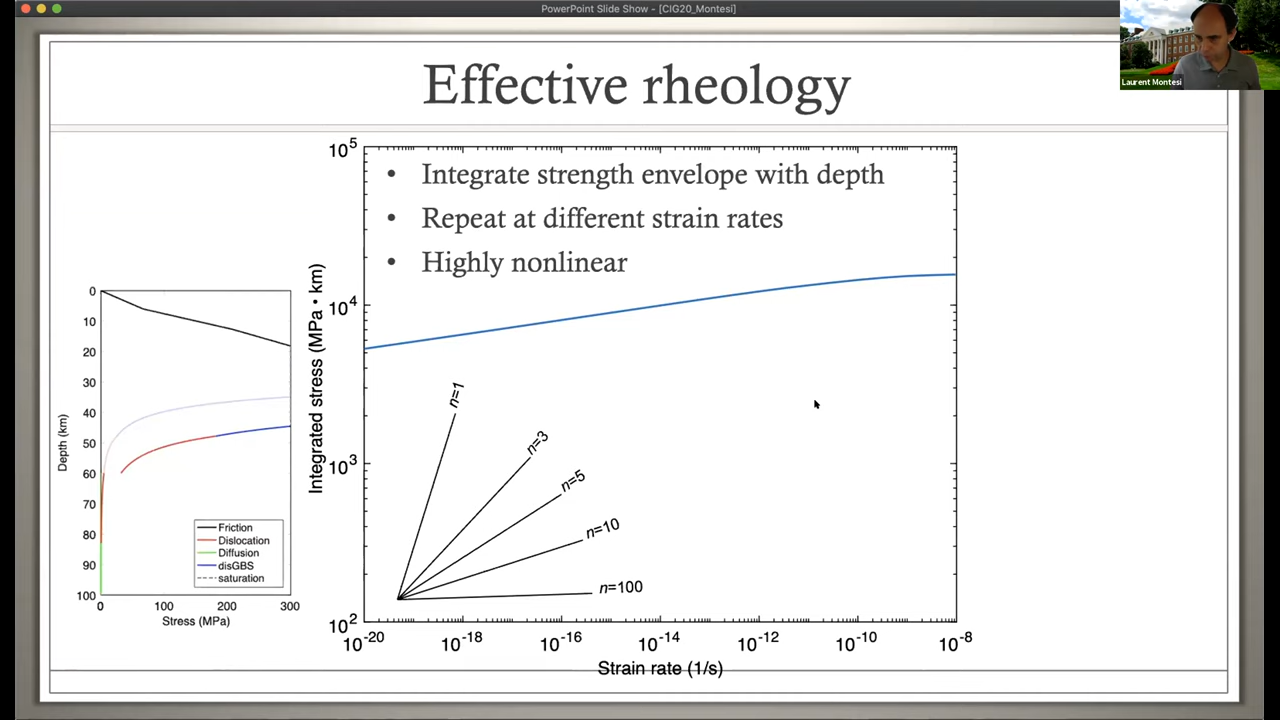 PowerPoint Slide Show - [CIG20_Montesi]
Laurent Montesi
Effective rheology
• Integrate strength envelope with depth
• Repeat at different strain rates
• Highly nonlinear
10^5
10^4
10^3
10^2
Integrated stress (MPa • km)
n=1
n=3
n=5
n=10
n=100
10^-20
10^-18
10^-16
10^-14
10^-12
10^-10
10^-8
Strain rate (1/s)
0
10
20
30
40
50
60
70
80
90
100
Depth (km)
Friction
Dislocation
Diffusion
disGBS
saturation
0
100
200
300
Stress (MPa)